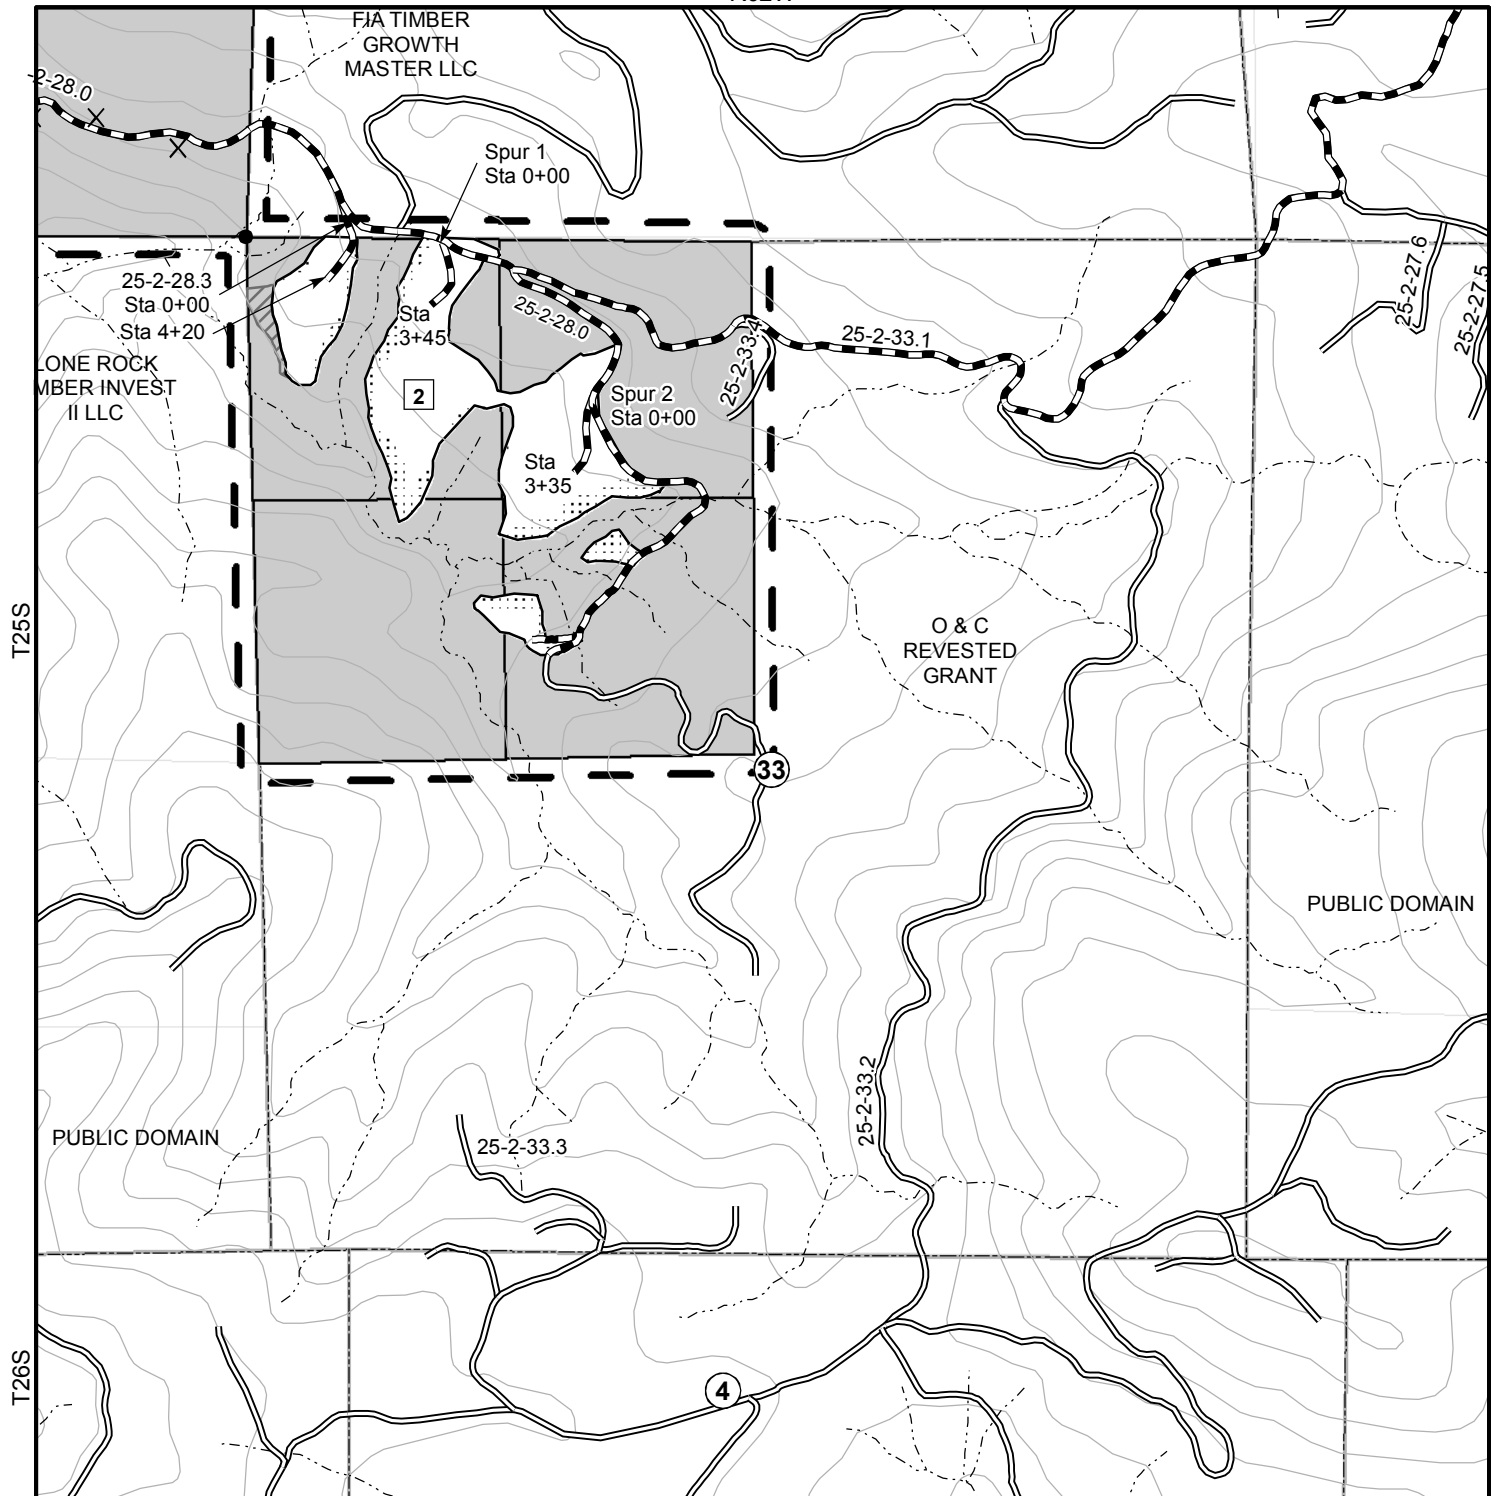 FIA TIMBER
GROWTH
MASTER LLC
-2-28.0
Spur 1
Sta 0+00
25-2-28.3
Sta 0+00
Sta 4+20
Sta
3+45
25-2-28.0
25-2-33.4
25-2-33.1
25-2-27.6
25-2-27.5
LONE ROCK
MBER INVEST
II LLC
2
Spur 2
Sta 0+00
Sta
3+35
T25S
O & C
REVESTED
GRANT
33
PUBLIC DOMAIN
PUBLIC DOMAIN
25-2-33.2
25-2-33.3
T26S
4